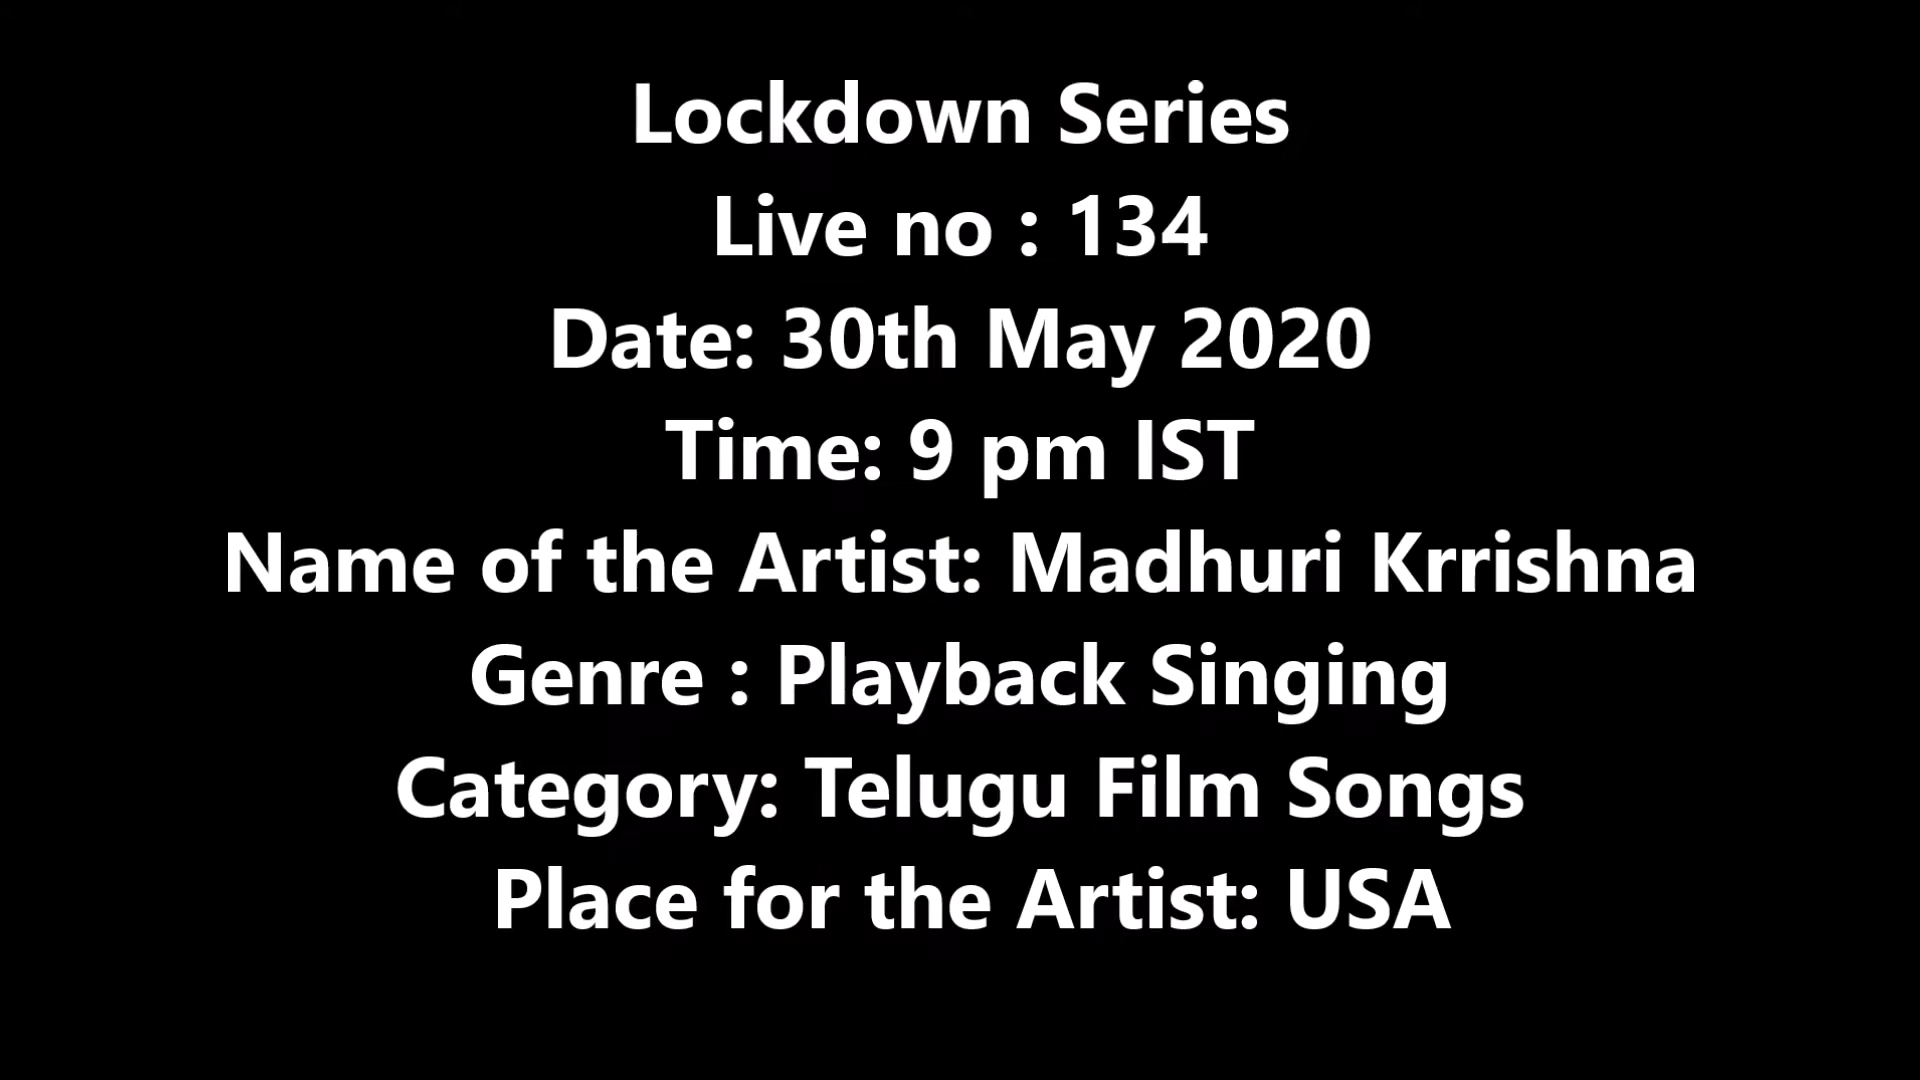 Lockdown Series
Live no : 134
Date: 30th May 2020
Time: 9 pm IST
Name of the Artist: Madhuri Krrishna
Genre : Playback Singing
Category: Telugu Film Songs
Place for the Artist: USA